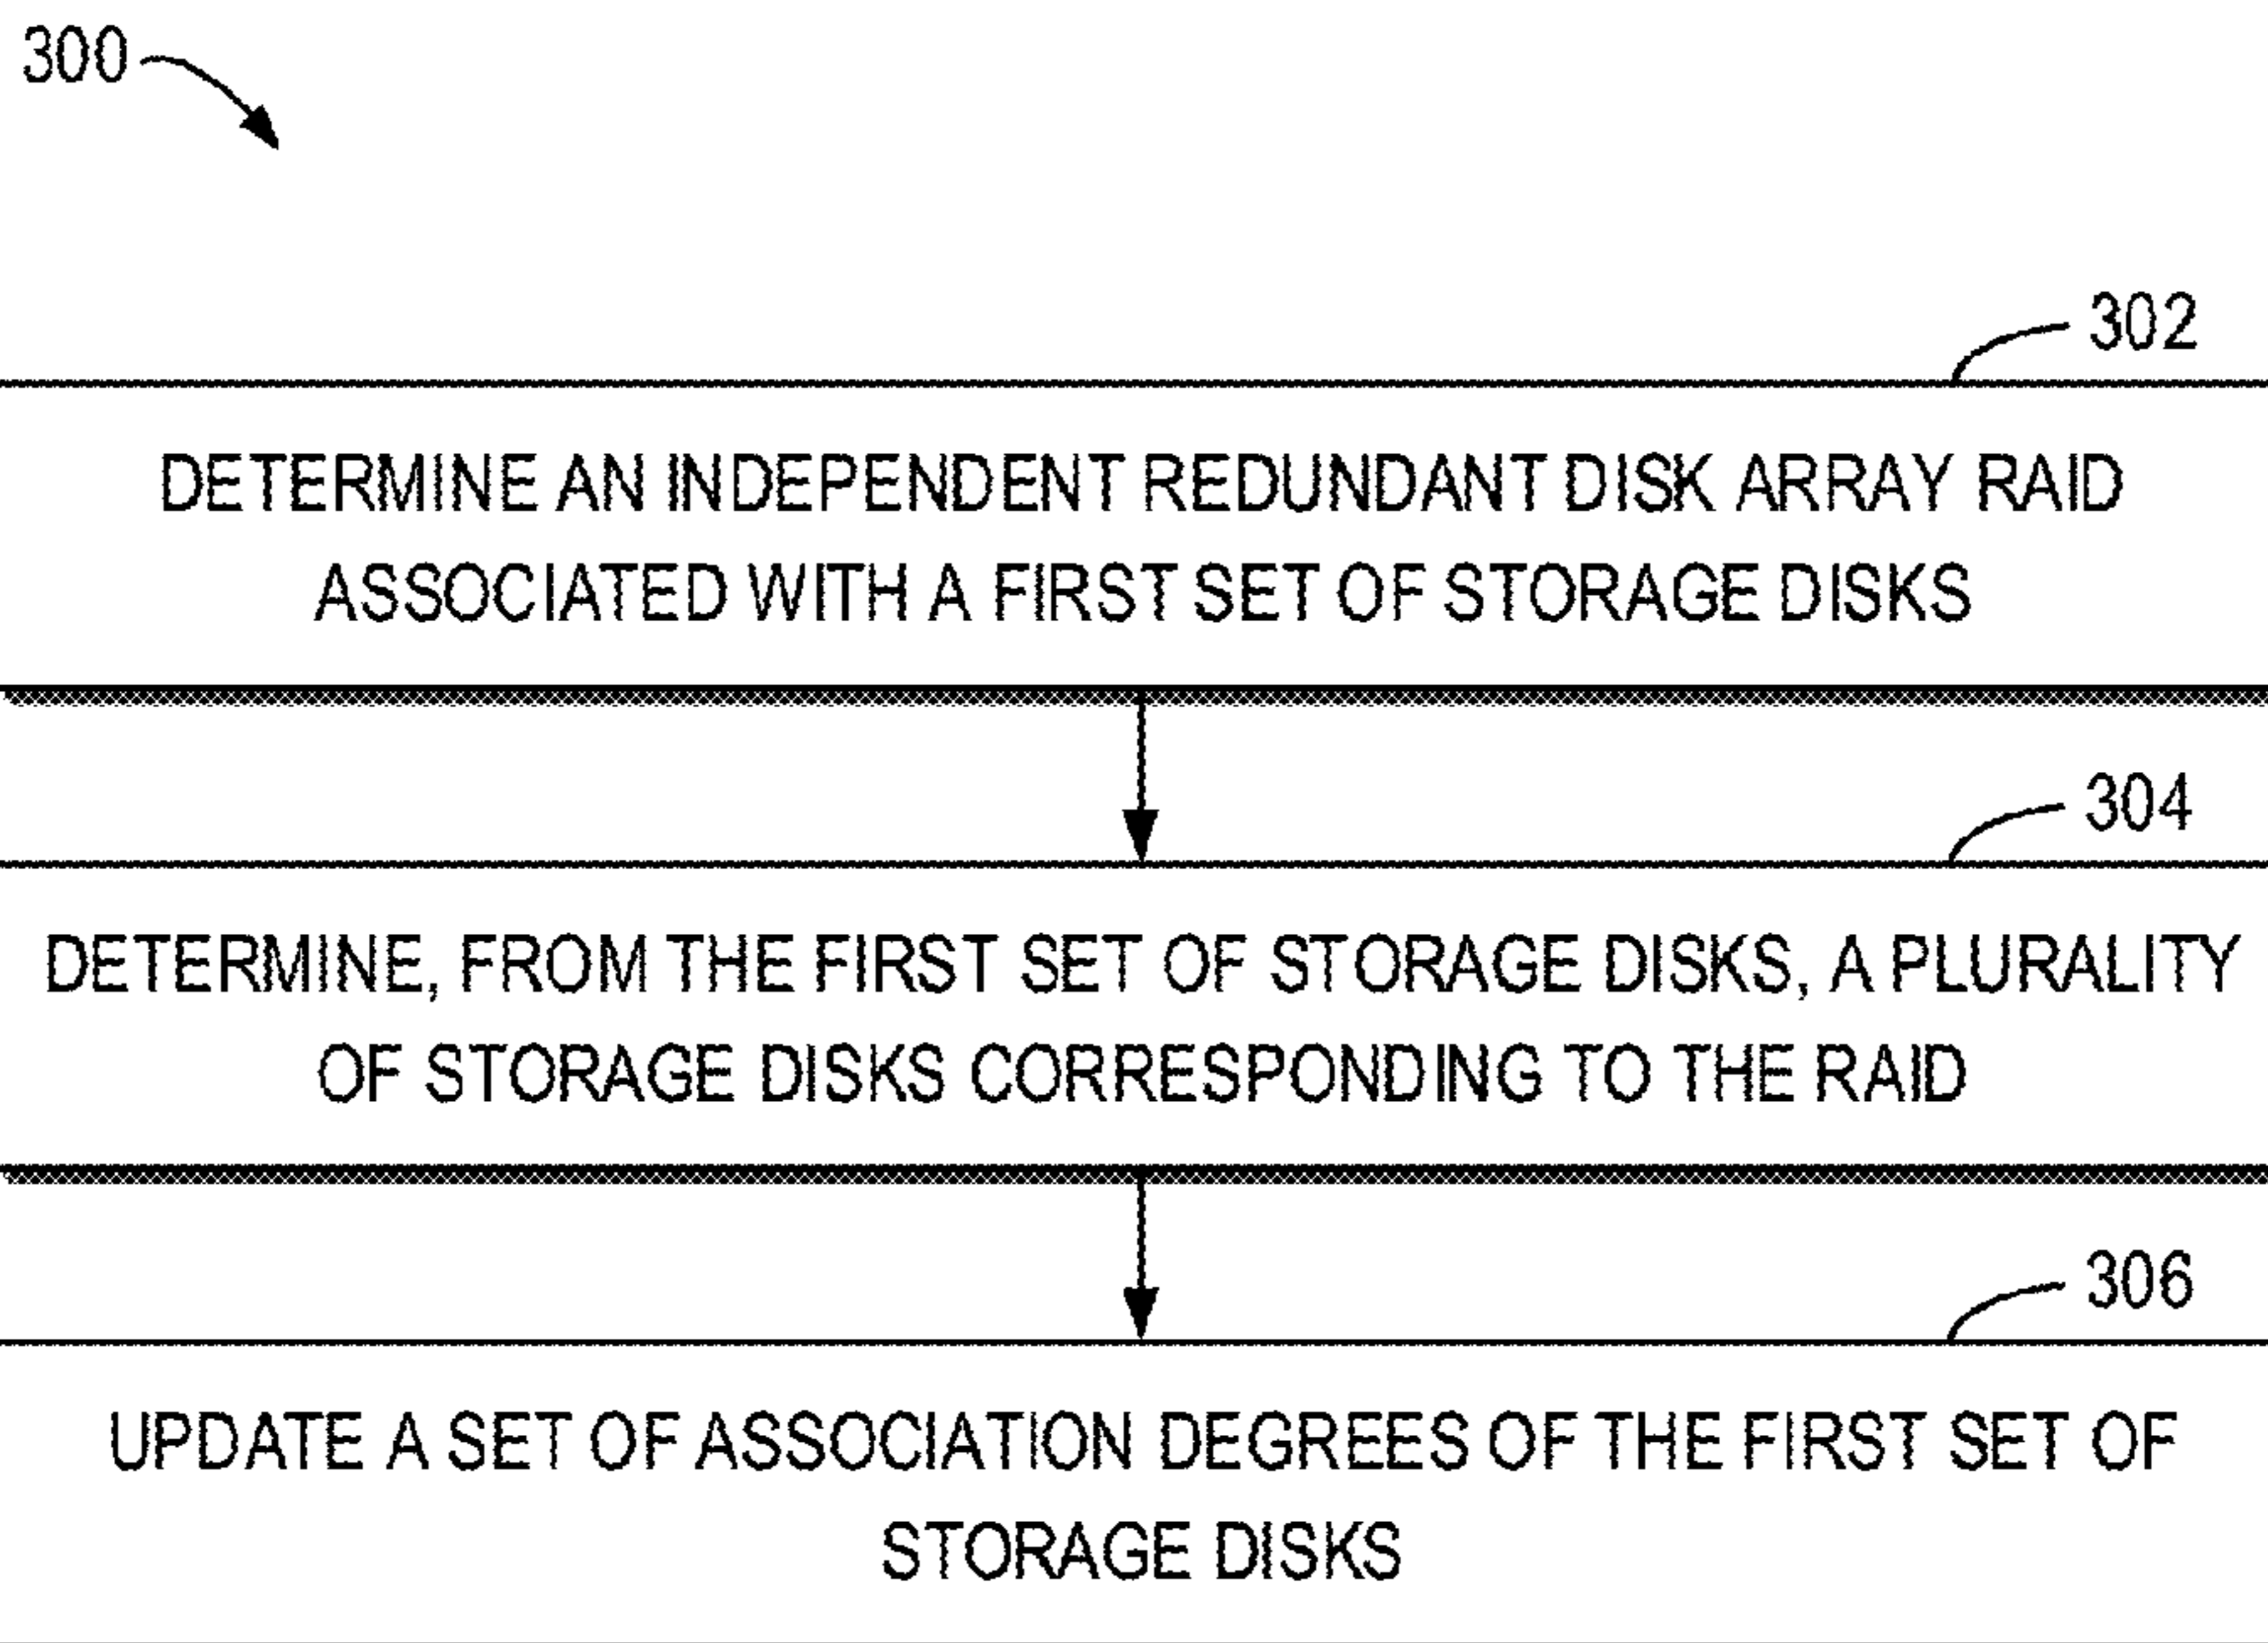 300
302
DETERMINE AN INDEPENDENT REDUNDANT DISK ARRAY RAID
ASSOCIATED WITH A FIRST SET OF STORAGE DISKS
304
DETERMINE, FROM THE FIRST SET OF STORAGE DISKS, A PLURALITY
OF STORAGE DISKS CORRESPONDING TO THE RAID
306
UPDATE A SET OF ASSOCIATION DEGREES OF THE FIRST SET OF
STORAGE DISKS